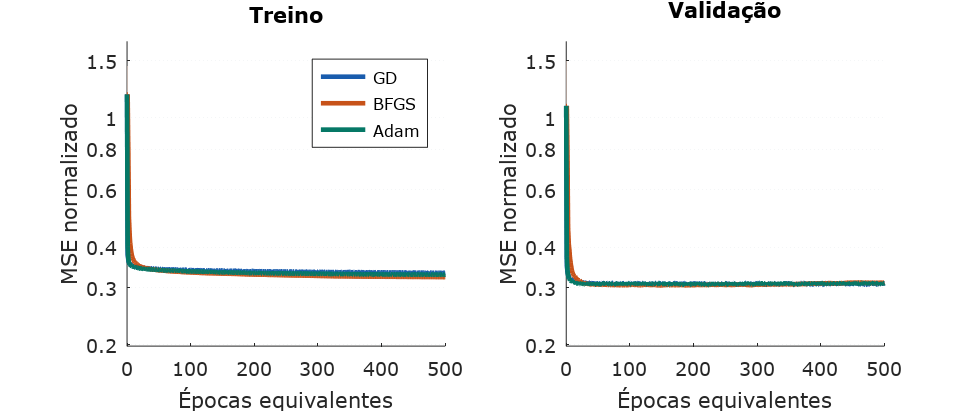 Treino
MSE normalizado
1.5
1
0.8
0.6
0.4
0.3
0.2
GD
BFGS
Adam
0 100 200 300 400 500
Épocas equivalentes
Validação
MSE normalizado
1.5
1
0.8
0.6
0.4
0.3
0.2
0 100 200 300 400 500
Épocas equivalentes